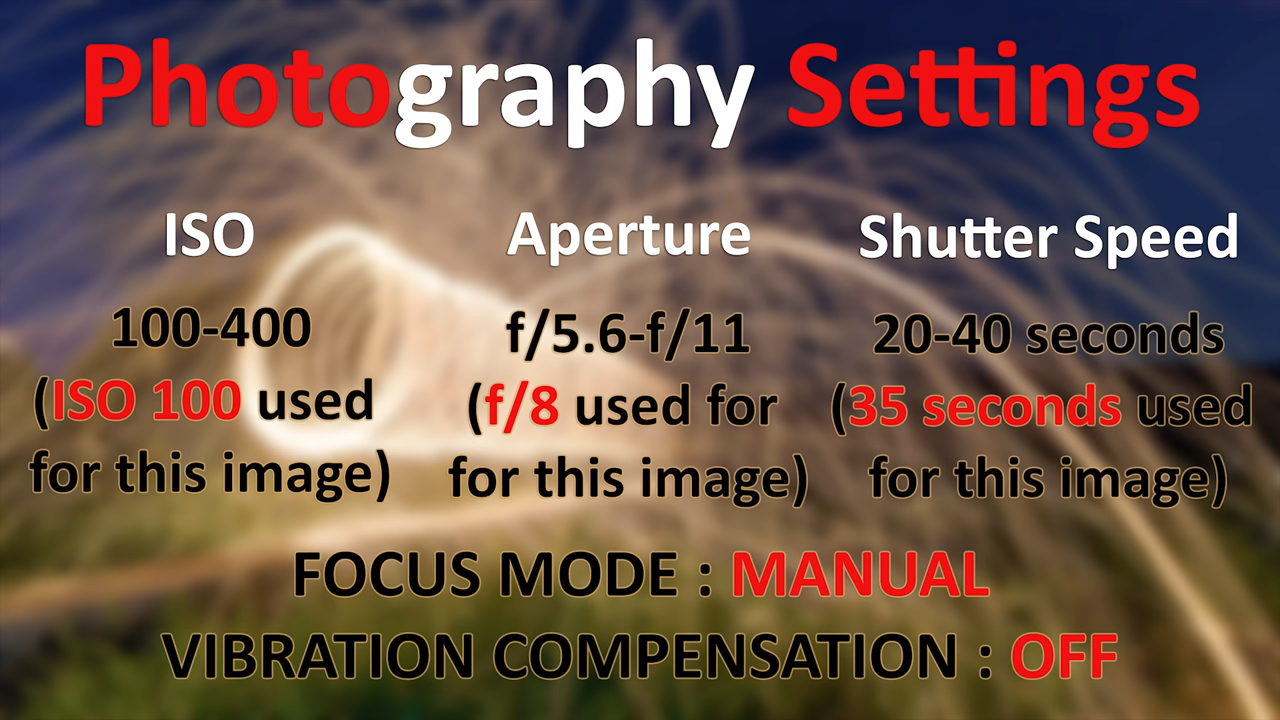 Photography Settings
ISO
100-400
(ISO 100 used
for this image)
Aperture
f/5.6-f/11
(f/8 used for
for this image)
Shutter Speed
20-40 seconds
(35 seconds used
for this image)
FOCUS MODE : MANUAL
VIBRATION COMPENSATION : OFF